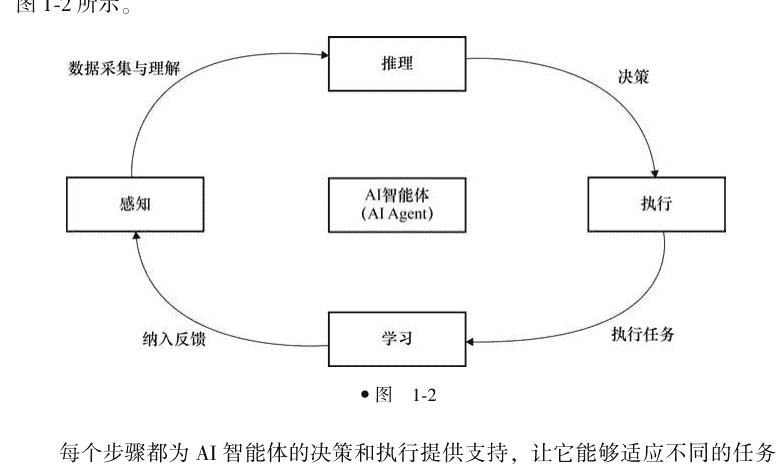 图 1-2 所示。
推理
数据采集与理解
决策
感知
AI智能体
（AI Agent）
执行
纳入反馈
学习
执行任务
●图 1-2
每个步骤都为 AI 智能体的决策和执行提供支持，让它能够适应不同的任务